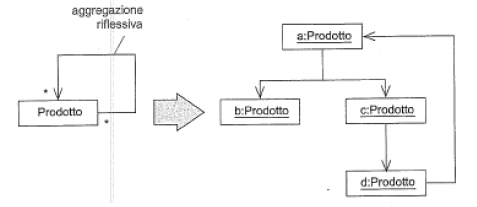 aggregazione
riflessiva
a:Prodotto
*
Prodotto
*
b:Prodotto
c:Prodotto
d:Prodotto